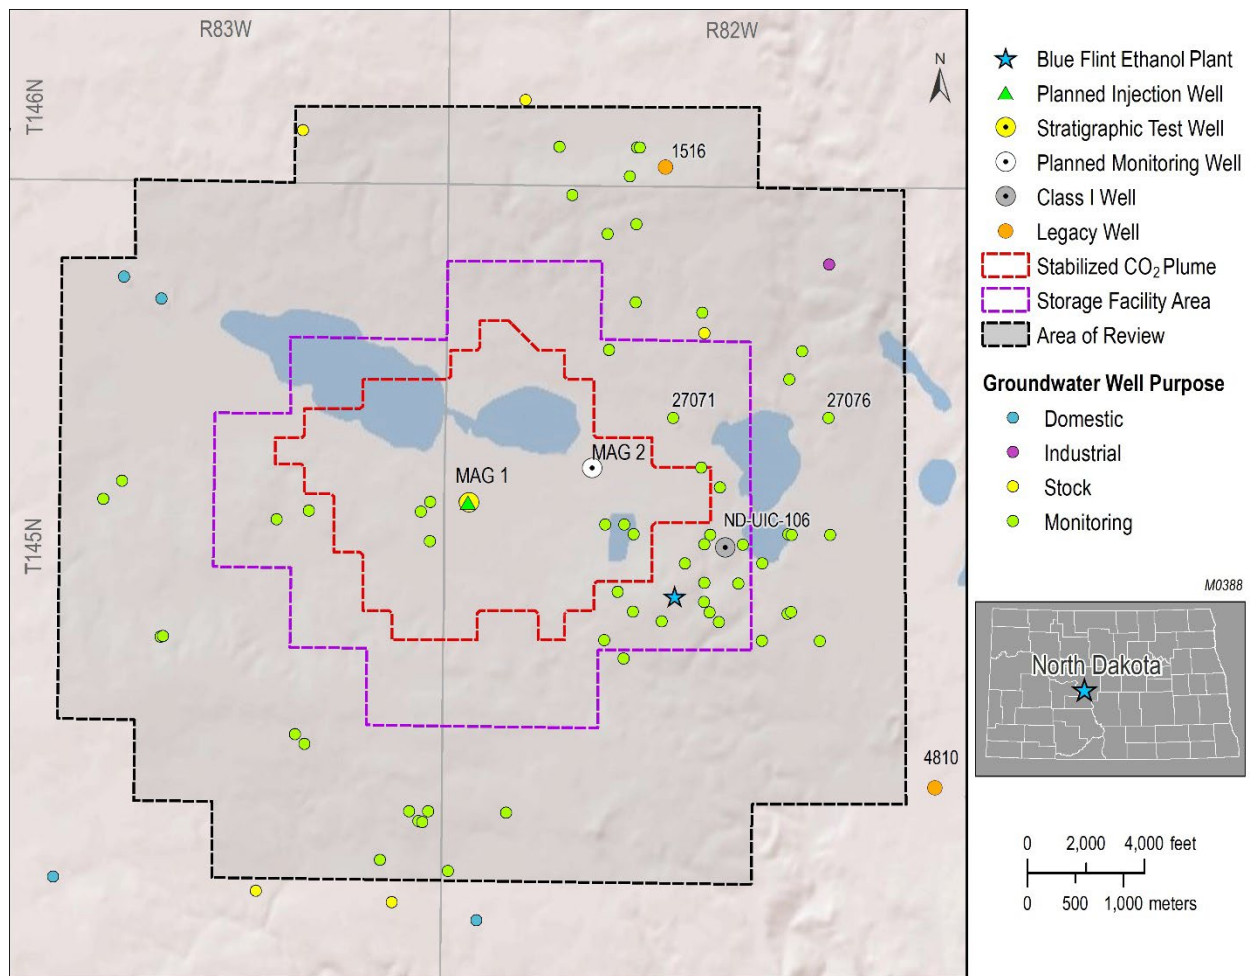 R83W
R82W
T146N
N
1516
27071
27076
MAG 2
MAG 1
ND-UIC-106
T145N
4810
Blue Flint Ethanol Plant
Planned Injection Well
Stratigraphic Test Well
Planned Monitoring Well
Class I Well
Legacy Well
Stabilized CO₂ Plume
Storage Facility Area
Area of Review
Groundwater Well Purpose
Domestic
Industrial
Stock
Monitoring
M0388
North Dakota
0 2,000 4,000 feet
0 500 1,000 meters